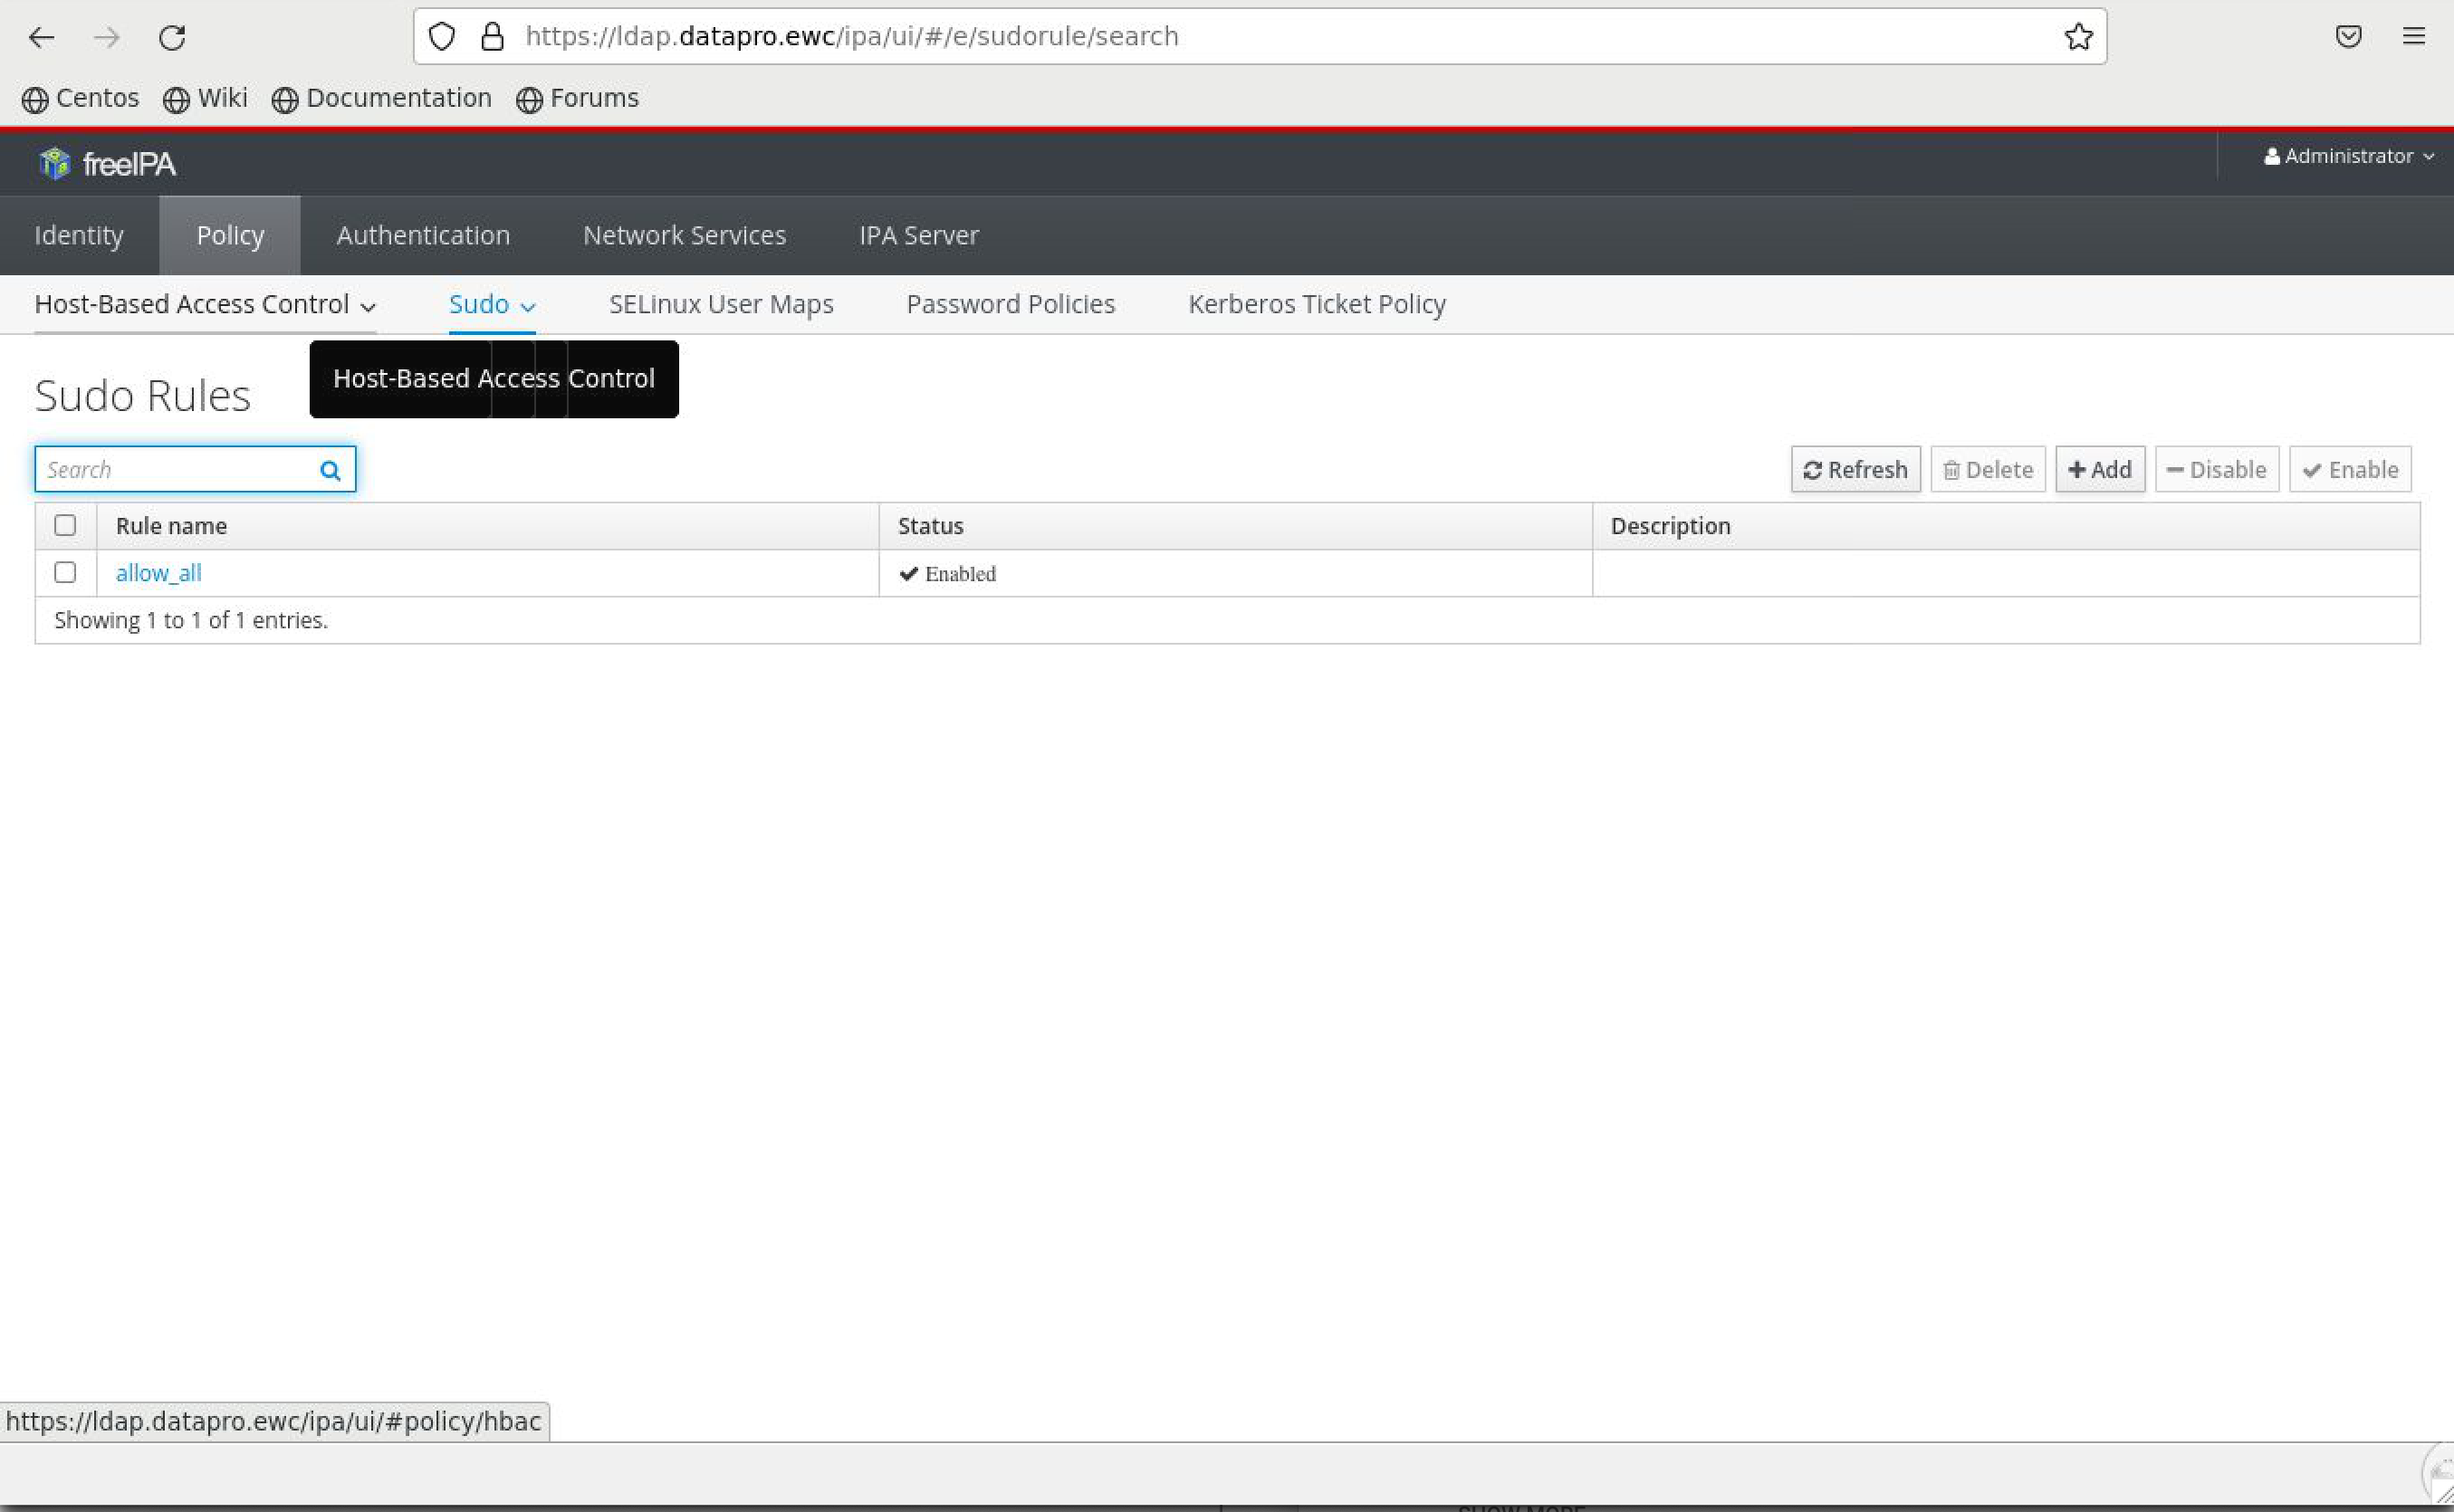 https://ldap.datapro.ewc/ipa/ui/#/e/sudorule/search
Centos Wiki Documentation Forums
freeIPA Administrator
Identity Policy Authentication Network Services IPA Server
Host-Based Access Control Sudo SELinux User Maps Password Policies Kerberos Ticket Policy
Host-Based Access Control
Sudo Rules
Search Refresh Delete Add Disable Enable
Rule name Status Description
allow_all Enabled
Showing 1 to 1 of 1 entries.
https://ldap.datapro.ewc/ipa/ui/#policy/hbac
SHOW MORE